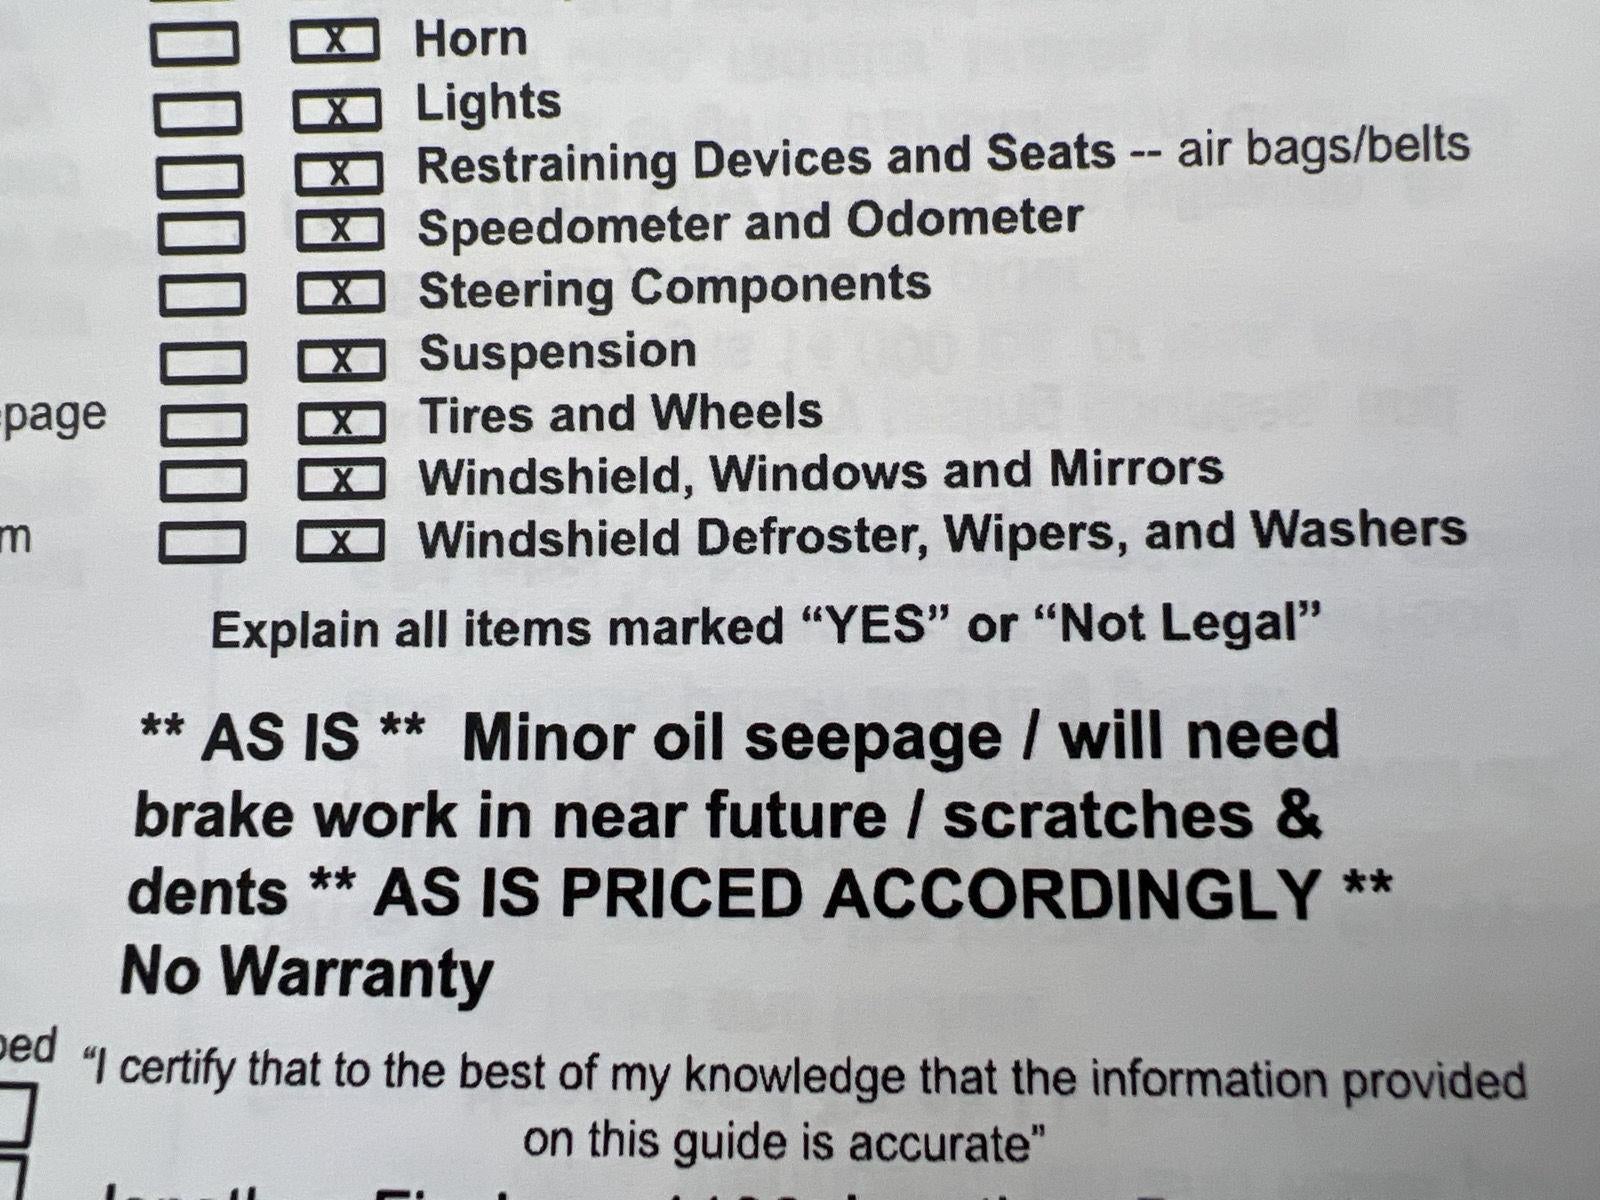 X Horn
X Lights
X Restraining Devices and Seats -- air bags/belts
X Speedometer and Odometer
X Steering Components
X Suspension
page X Tires and Wheels
X Windshield, Windows and Mirrors
m X Windshield Defroster, Wipers, and Washers
Explain all items marked “YES” or “Not Legal”
** AS IS ** Minor oil seepage / will need
brake work in near future / scratches &
dents ** AS IS PRICED ACCORDINGLY **
No Warranty
ped “I certify that to the best of my knowledge that the information provided
on this guide is accurate”